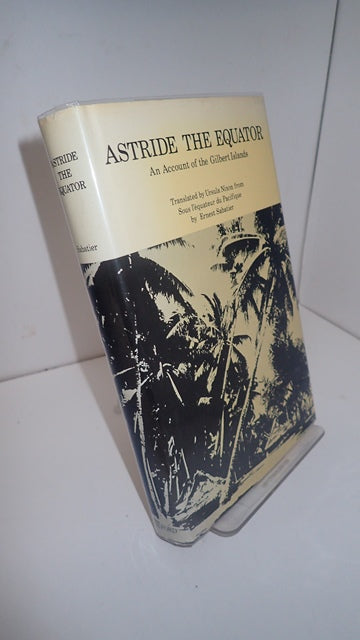 ASTRIDE THE EQUATOR
An Account of the Gilbert Islands
Translated by Ursula Nixon from
Sous l'équateur du Pacifique
by Ernest Sabatier
ASTRIDE
THE
EQUATOR
Sabatier